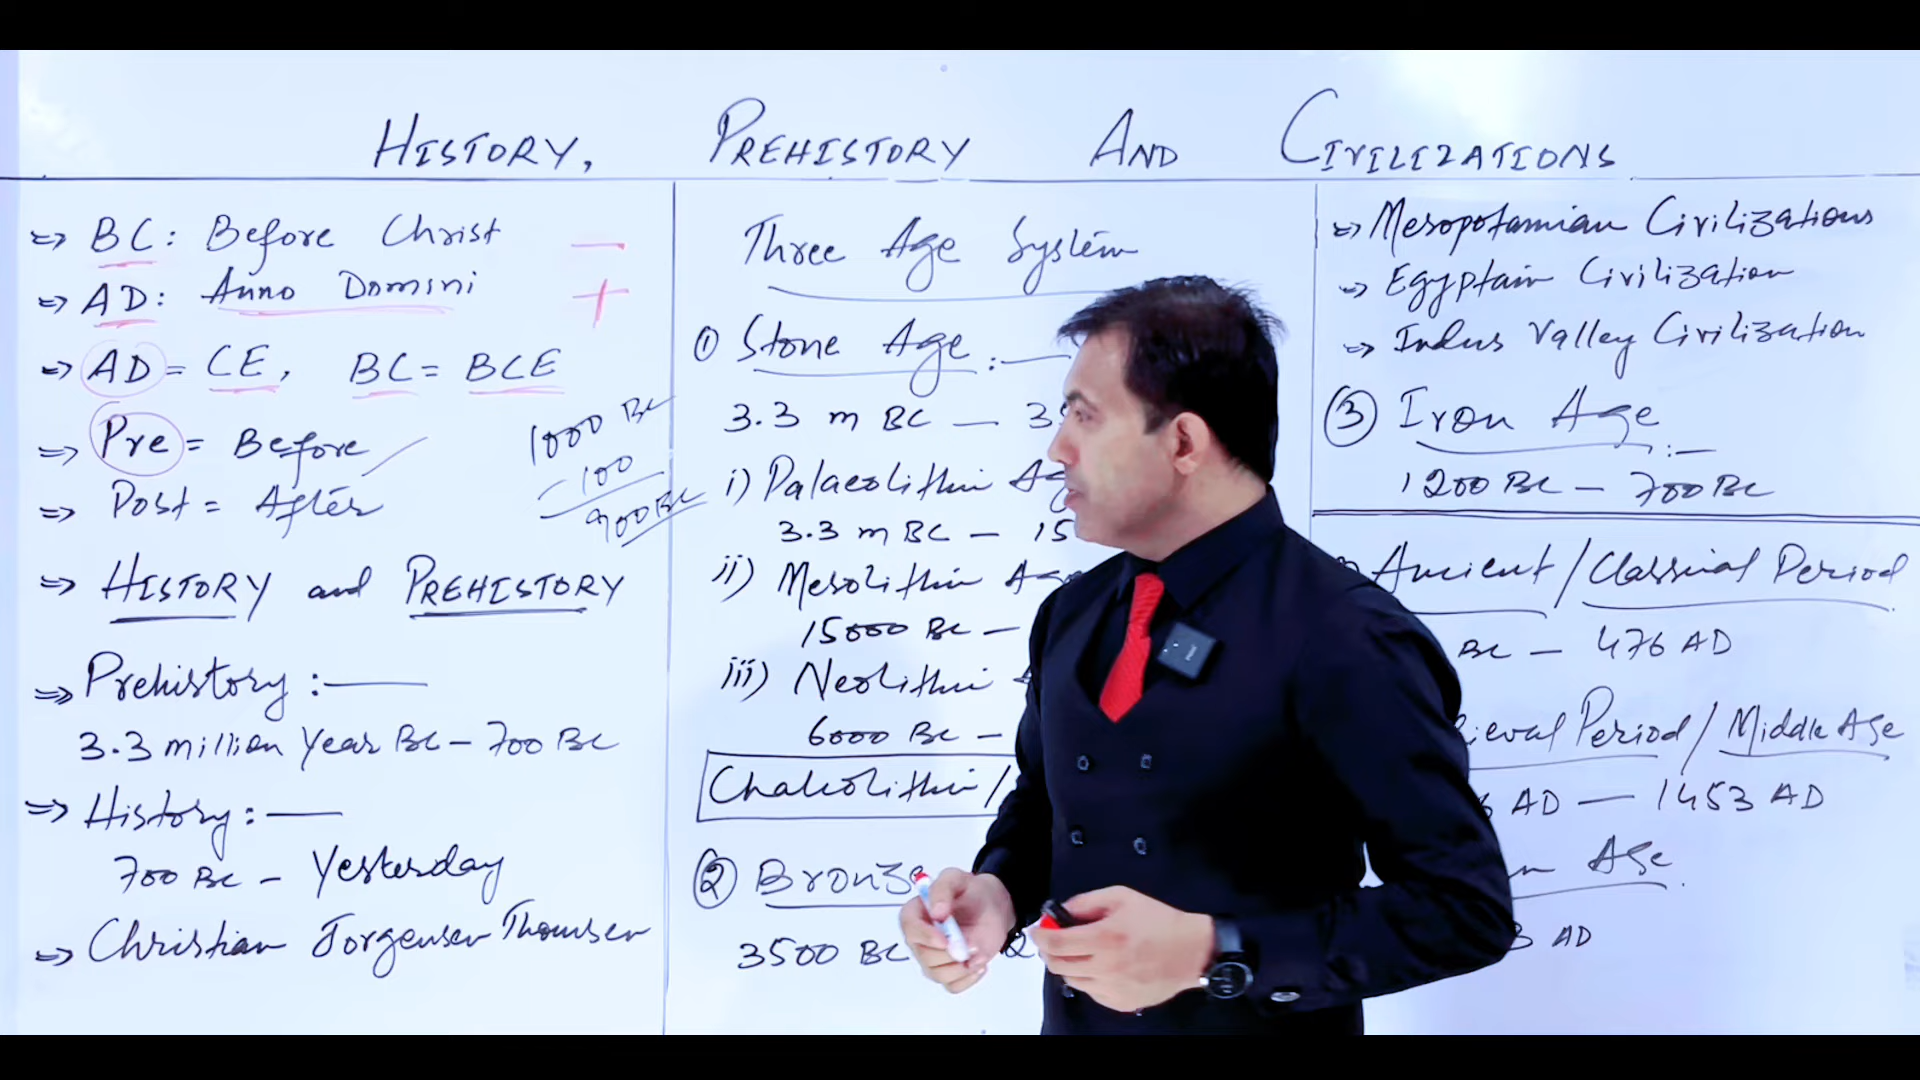 HISTORY, PREHISTORY AND CIVILIZATIONS
=> BC: Before Christ —
=> AD: Anno Domini +
=> AD = CE, BC = BCE
=> Pre = Before
=> Post = After
1000 BC
- 100
900 BC
=> HISTORY and PREHISTORY
=> Prehistory :—
3.3 million Year BC – 700 BC
=> History :—
700 BC – Yesterday
=> Christian Jorgensen Thomsen
Three Age System
① Stone Age :—
3.3 m BC —
i) Palaeolithic
3.3 m BC – 15
ii) Mesolithic
15000 BC –
iii) Neolithic
6000 BC –
Chalcolithic /
② Bronze
3500 BC
=> Mesopotamian Civilizations
=> Egyptain Civilization
=> Indus Valley Civilization
③ Iron Age :—
1200 BC – 700 BC
Ancient / Classical Period
BC – 476 AD
Period / Middle Age
AD — 1453 AD
Age
AD